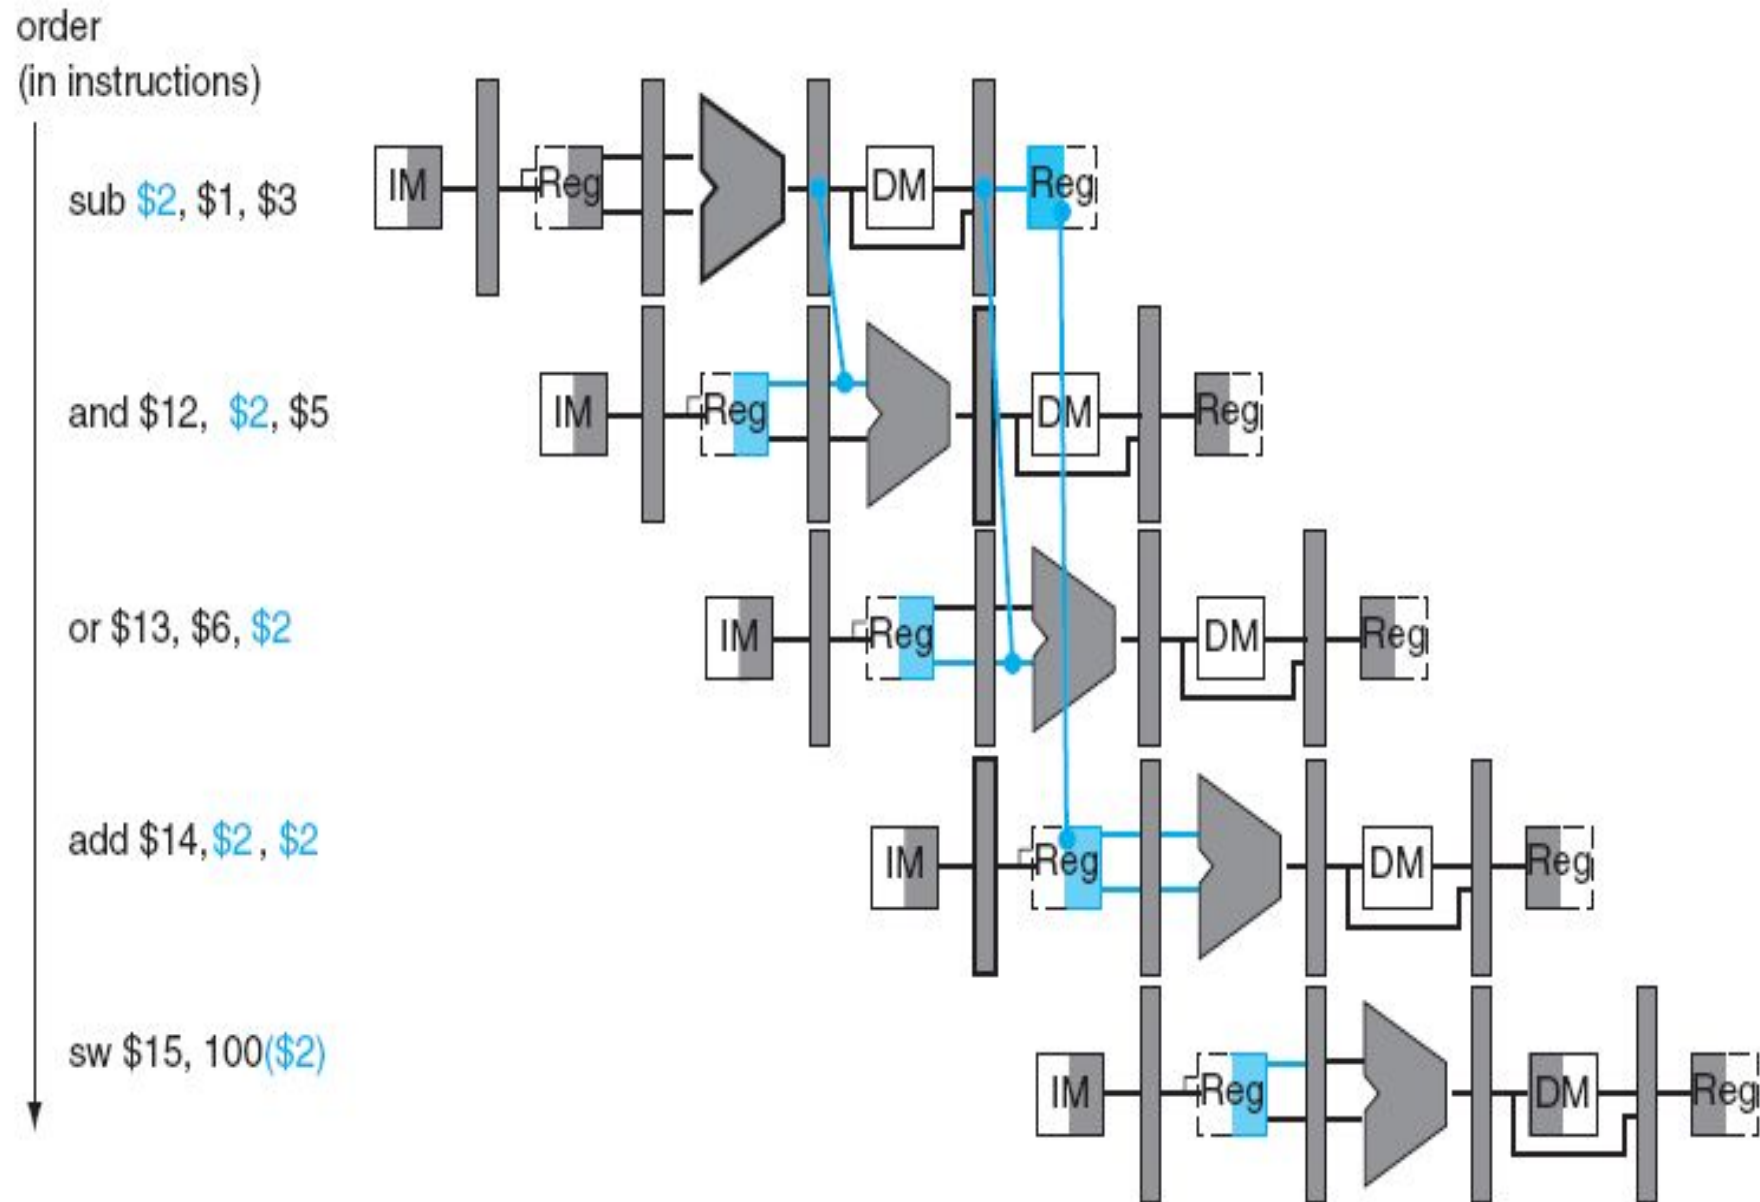 order
(in instructions)
sub $2, $1, $3
IM Reg DM Reg
and $12, $2, $5
IM Reg DM Reg
or $13, $6, $2
IM Reg DM Reg
add $14,$2, $2
IM Reg DM Reg
sw $15, 100($2)
IM Reg DM Reg